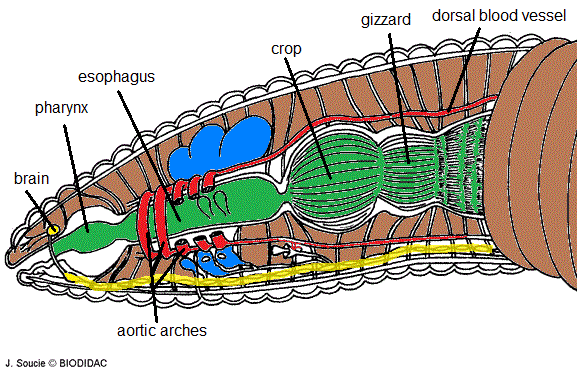 dorsal blood vessel
gizzard
crop
esophagus
pharynx
brain
aortic arches
J. Soucie © BIODIDAC